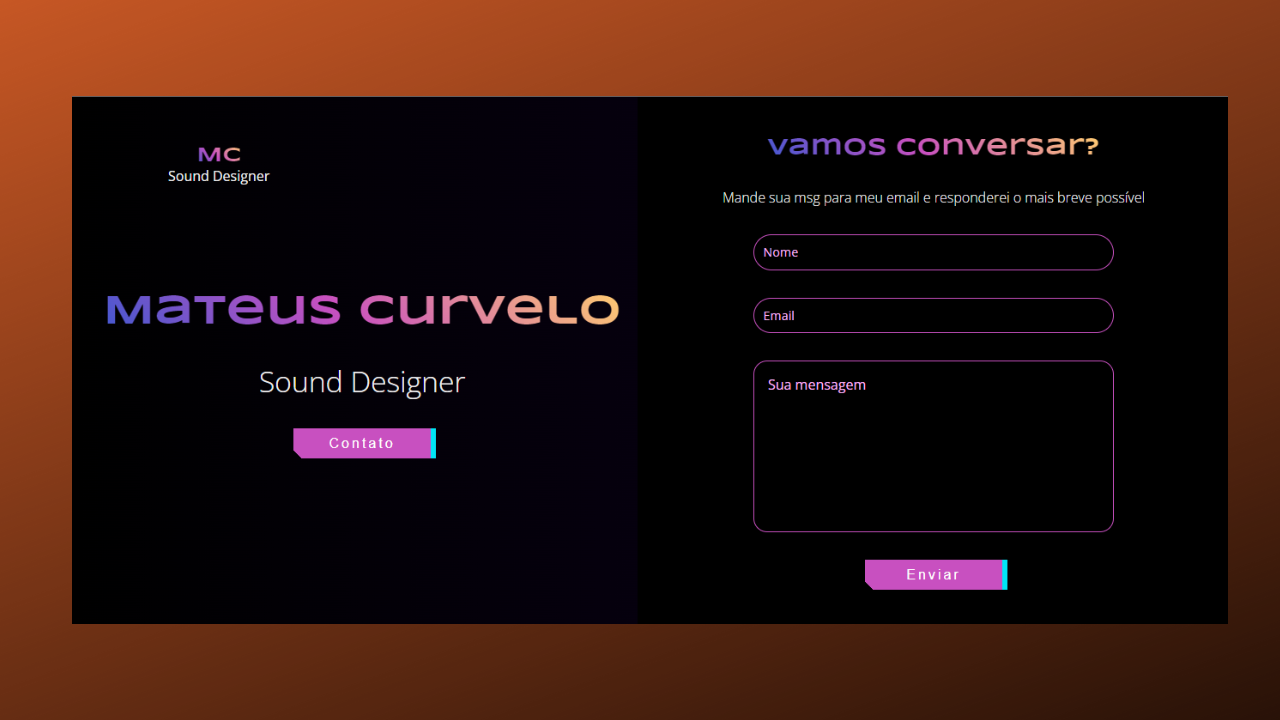 MC
Sound Designer
Mateus Curvelo
Sound Designer
Contato
vamos conversar?
Mande sua msg para meu email e responderei o mais breve possível
Nome
Email
Sua mensagem
Enviar